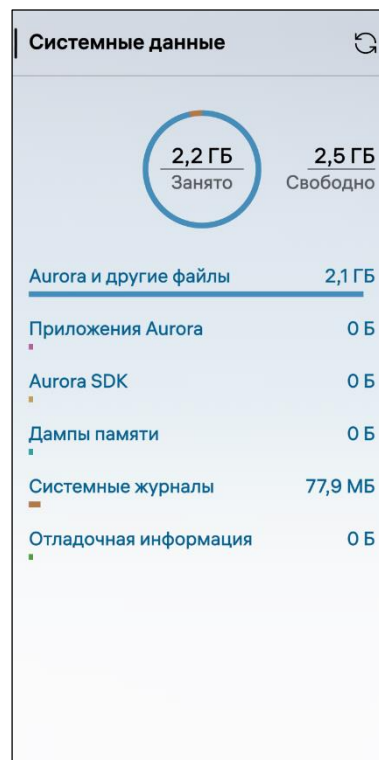 Системные данные
2,2 ГБ 2,5 ГБ
Занято Свободно
Aurora и другие файлы 2,1 ГБ
Приложения Aurora 0 Б
Aurora SDK 0 Б
Дампы памяти 0 Б
Системные журналы 77,9 МБ
Отладочная информация 0 Б